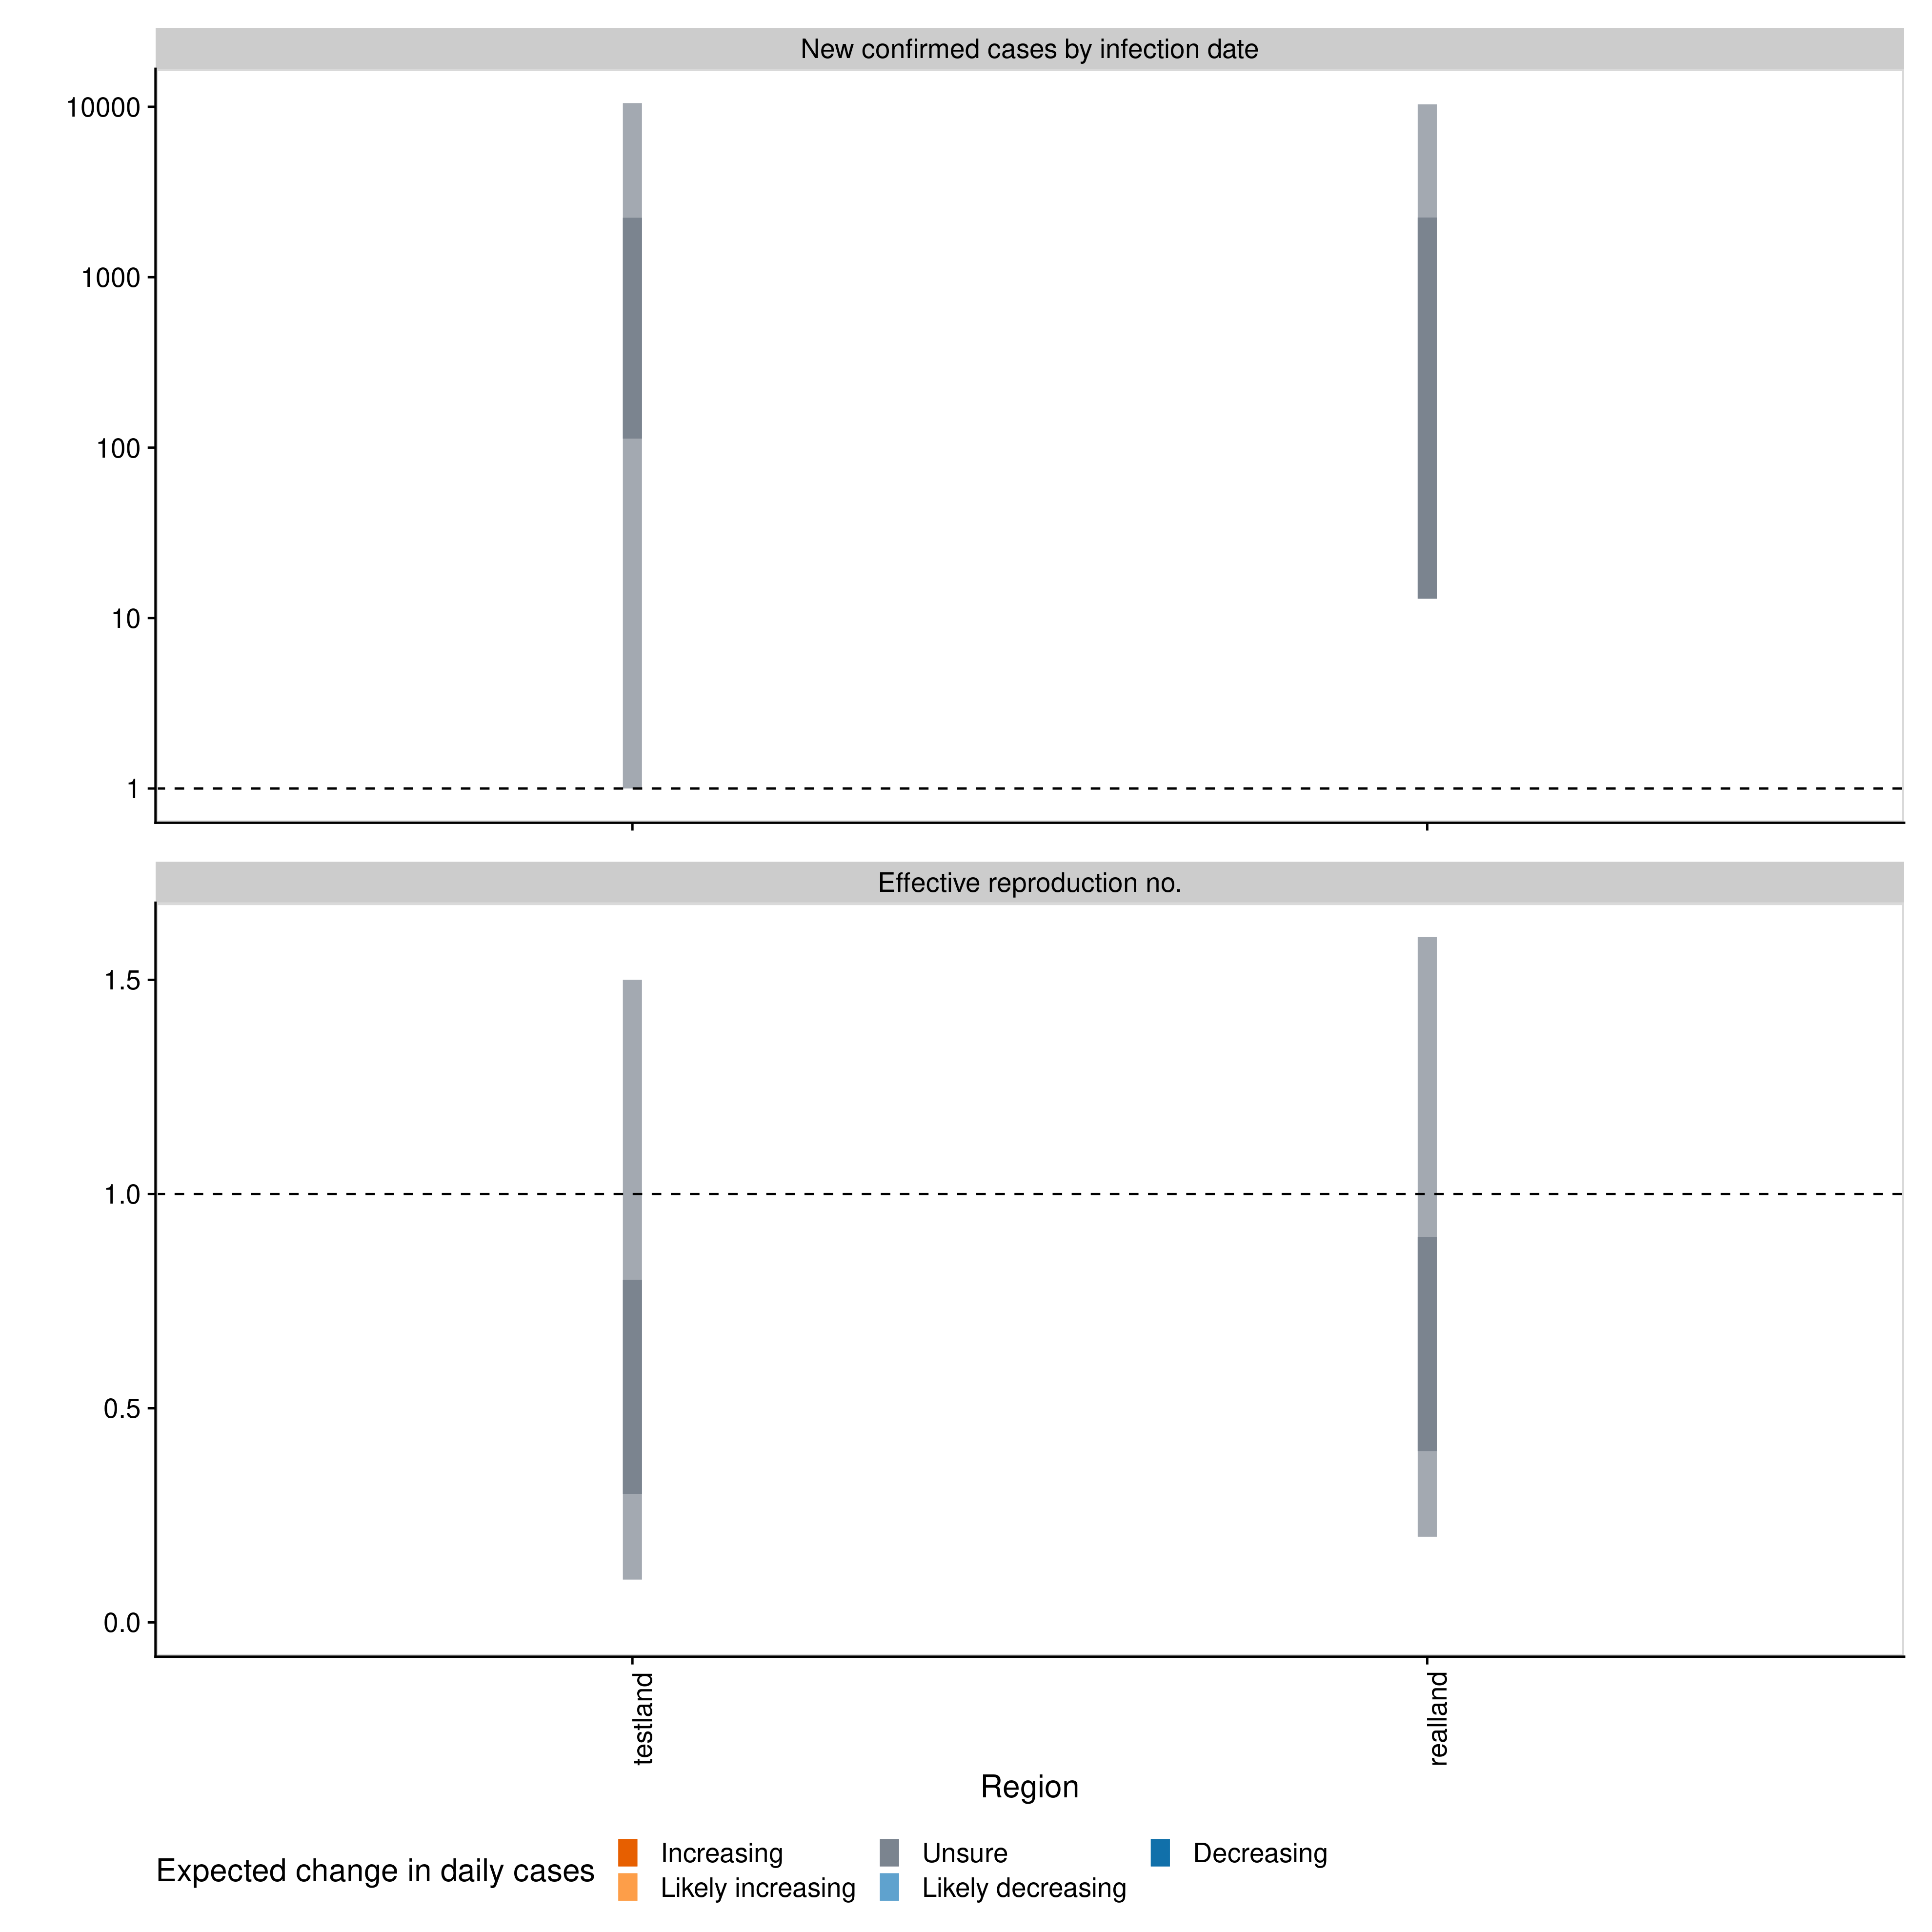 New confirmed cases by infection date
10000
1000
100
10
1
Effective reproduction no.
1.5
1.0
0.5
0.0
testland
realland
Region
Expected change in daily cases
Increasing
Unsure
Decreasing
Likely increasing
Likely decreasing